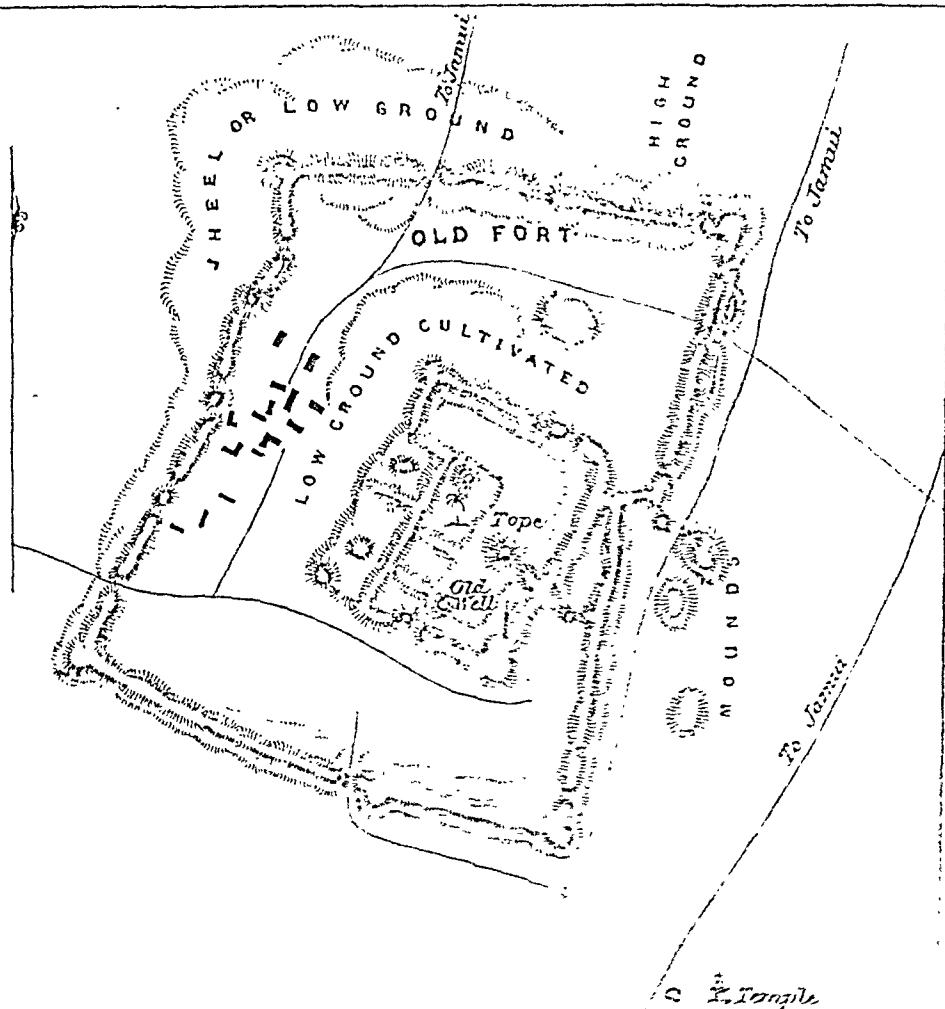 To Jamui
JHEEL OR LOW GROUND
HIGH GROUND
To Jamui
OLD FORT
LOW GROUND CULTIVATED
Tope
Old Well
MOUNDS
To Jamui
Temple